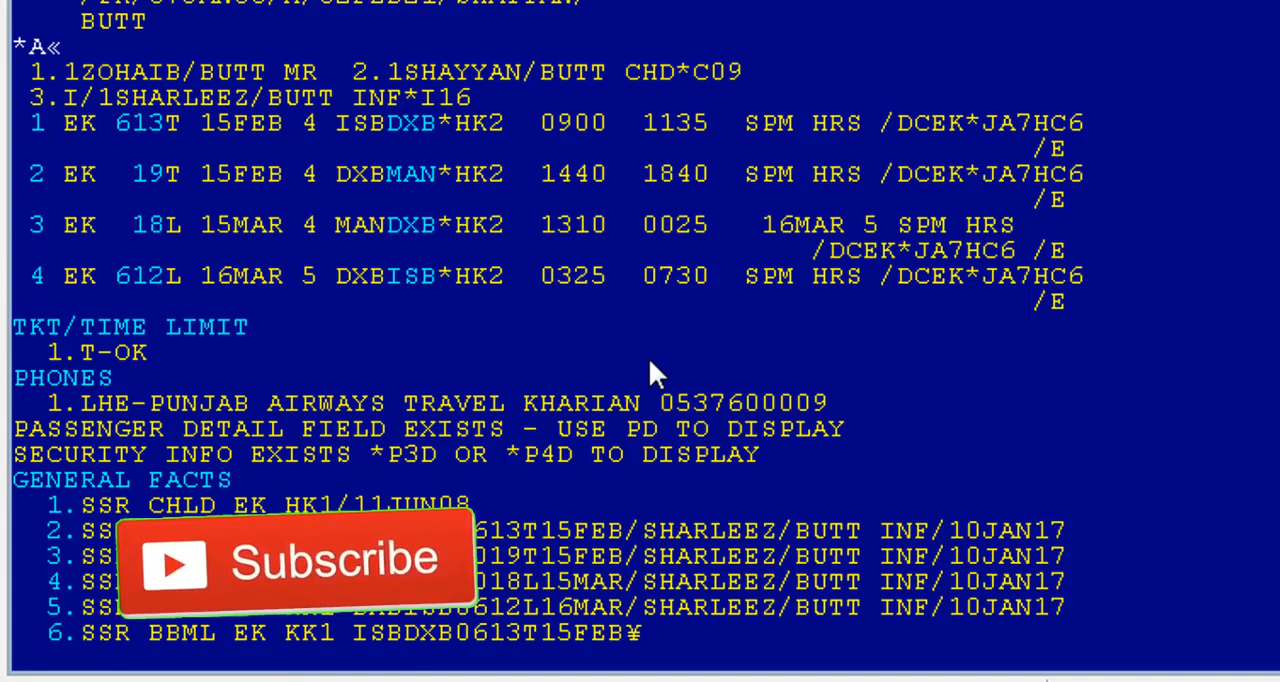 BUTT
*A«
1.1ZOHAIB/BUTT MR 2.1SHAYYAN/BUTT CHD*C09
3.I/1SHARLEEZ/BUTT INF*I16
1 EK 613T 15FEB 4 ISBDXB*HK2 0900 1135 SPM HRS /DCEK*JA7HC6
/E
2 EK 19T 15FEB 4 DXBMAN*HK2 1440 1840 SPM HRS /DCEK*JA7HC6
/E
3 EK 18L 15MAR 4 MANDXB*HK2 1310 0025 16MAR 5 SPM HRS
/DCEK*JA7HC6 /E
4 EK 612L 16MAR 5 DXBISB*HK2 0325 0730 SPM HRS /DCEK*JA7HC6
/E
TKT/TIME LIMIT
1.T-OK
PHONES
1.LHE-PUNJAB AIRWAYS TRAVEL KHARIAN 0537600009
PASSENGER DETAIL FIELD EXISTS - USE PD TO DISPLAY
SECURITY INFO EXISTS *P3D OR *P4D TO DISPLAY
GENERAL FACTS
1.SSR CHLD EK HK1/11JUN08
2.SS 613T15FEB/SHARLEEZ/BUTT INF/10JAN17
3.SS 019T15FEB/SHARLEEZ/BUTT INF/10JAN17
4.SS 018L15MAR/SHARLEEZ/BUTT INF/10JAN17
5.SS 0612L16MAR/SHARLEEZ/BUTT INF/10JAN17
6.SSR BBML EK KK1 ISBDXB0613T15FEB¥
Subscribe